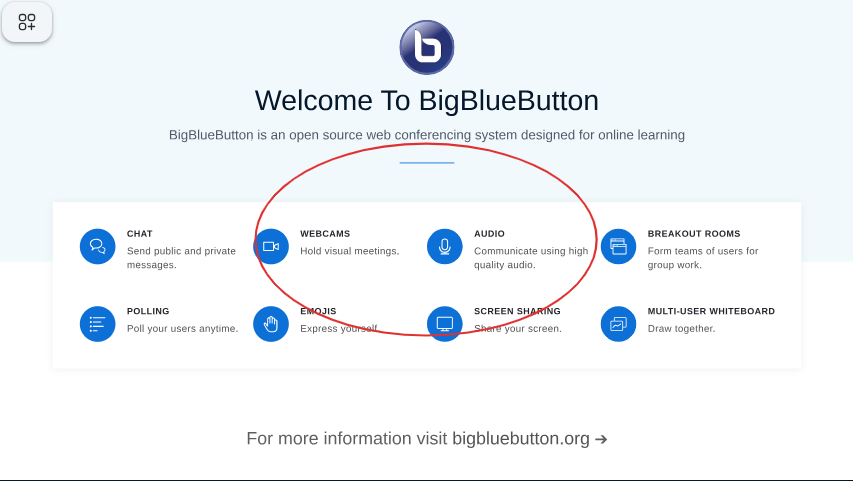 Welcome To BigBlueButton
BigBlueButton is an open source web conferencing system designed for online learning
CHAT
Send public and private
messages.
WEBCAMS
Hold visual meetings.
AUDIO
Communicate using high
quality audio.
BREAKOUT ROOMS
Form teams of users for
group work.
POLLING
Poll your users anytime.
EMOJIS
Express yourself.
SCREEN SHARING
Share your screen.
MULTI-USER WHITEBOARD
Draw together.
For more information visit bigbluebutton.org ➔